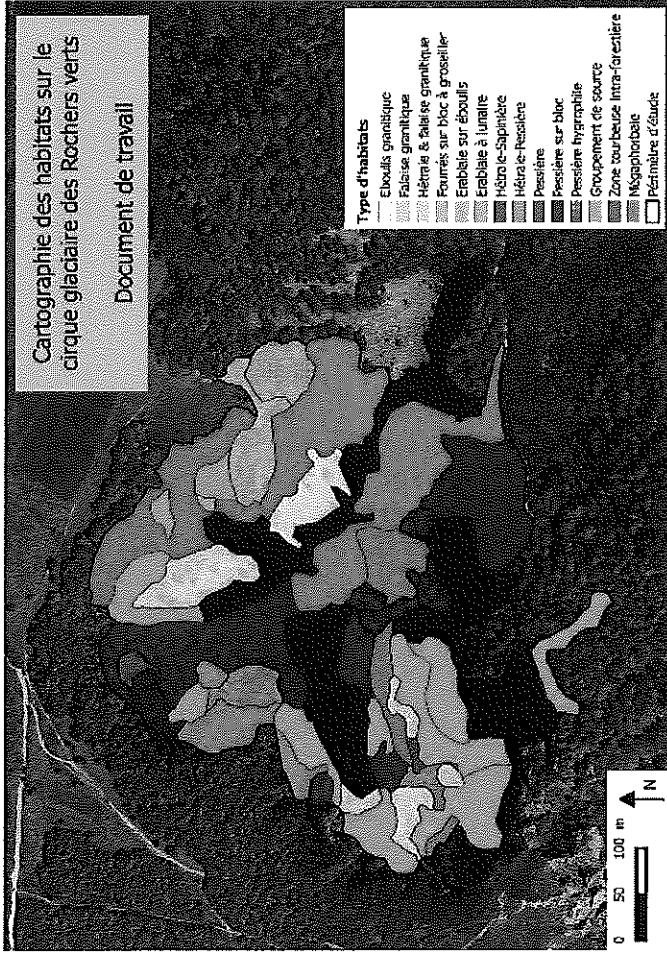 Cartographie des habitats sur le
cirque glaciaire des Rochers verts
Document de travail
Type d'habitats
Eboulis granitique
Falaise granitique
Hêtraie & falaise granitique
Fourrés sur bloc à groseiller
Erablaie sur éboulis
Erablaie à lunaire
Hêtraie-Sapinière
Hêtraie-Pessière
Pessière
Pessière sur bloc
Pessière hygrophile
Groupement de source
Zone tourbeuse intra-forestière
Mégaphorbaie
Périmètre d'étude
0 50 100 m
N